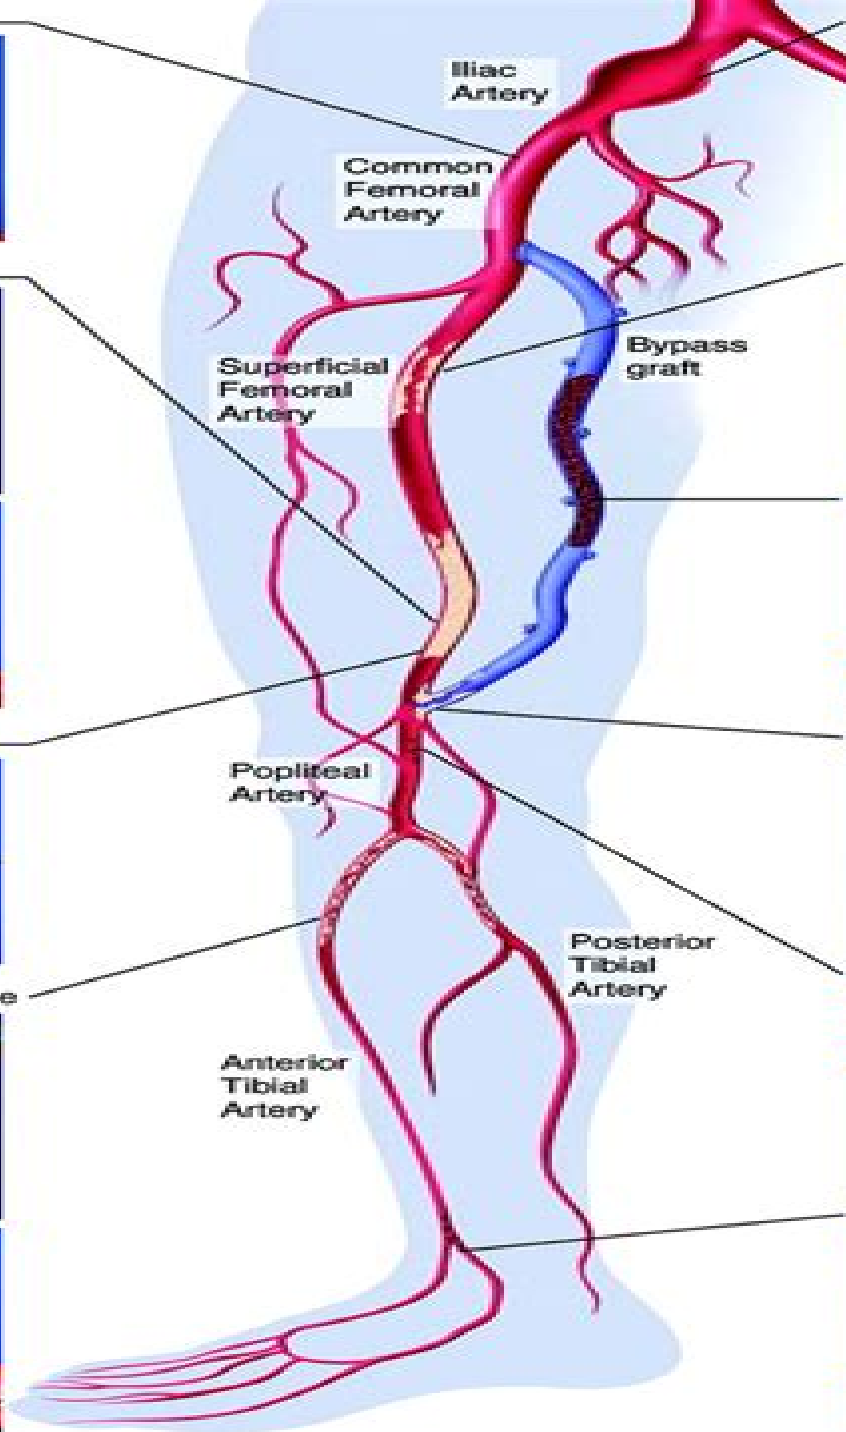 Iliac
Artery
Common
Femoral
Artery
Superficial
Femoral
Artery
Bypass
graft
Popliteal
Artery
Posterior
Tibial
Artery
e
Anterior
Tibial
Artery